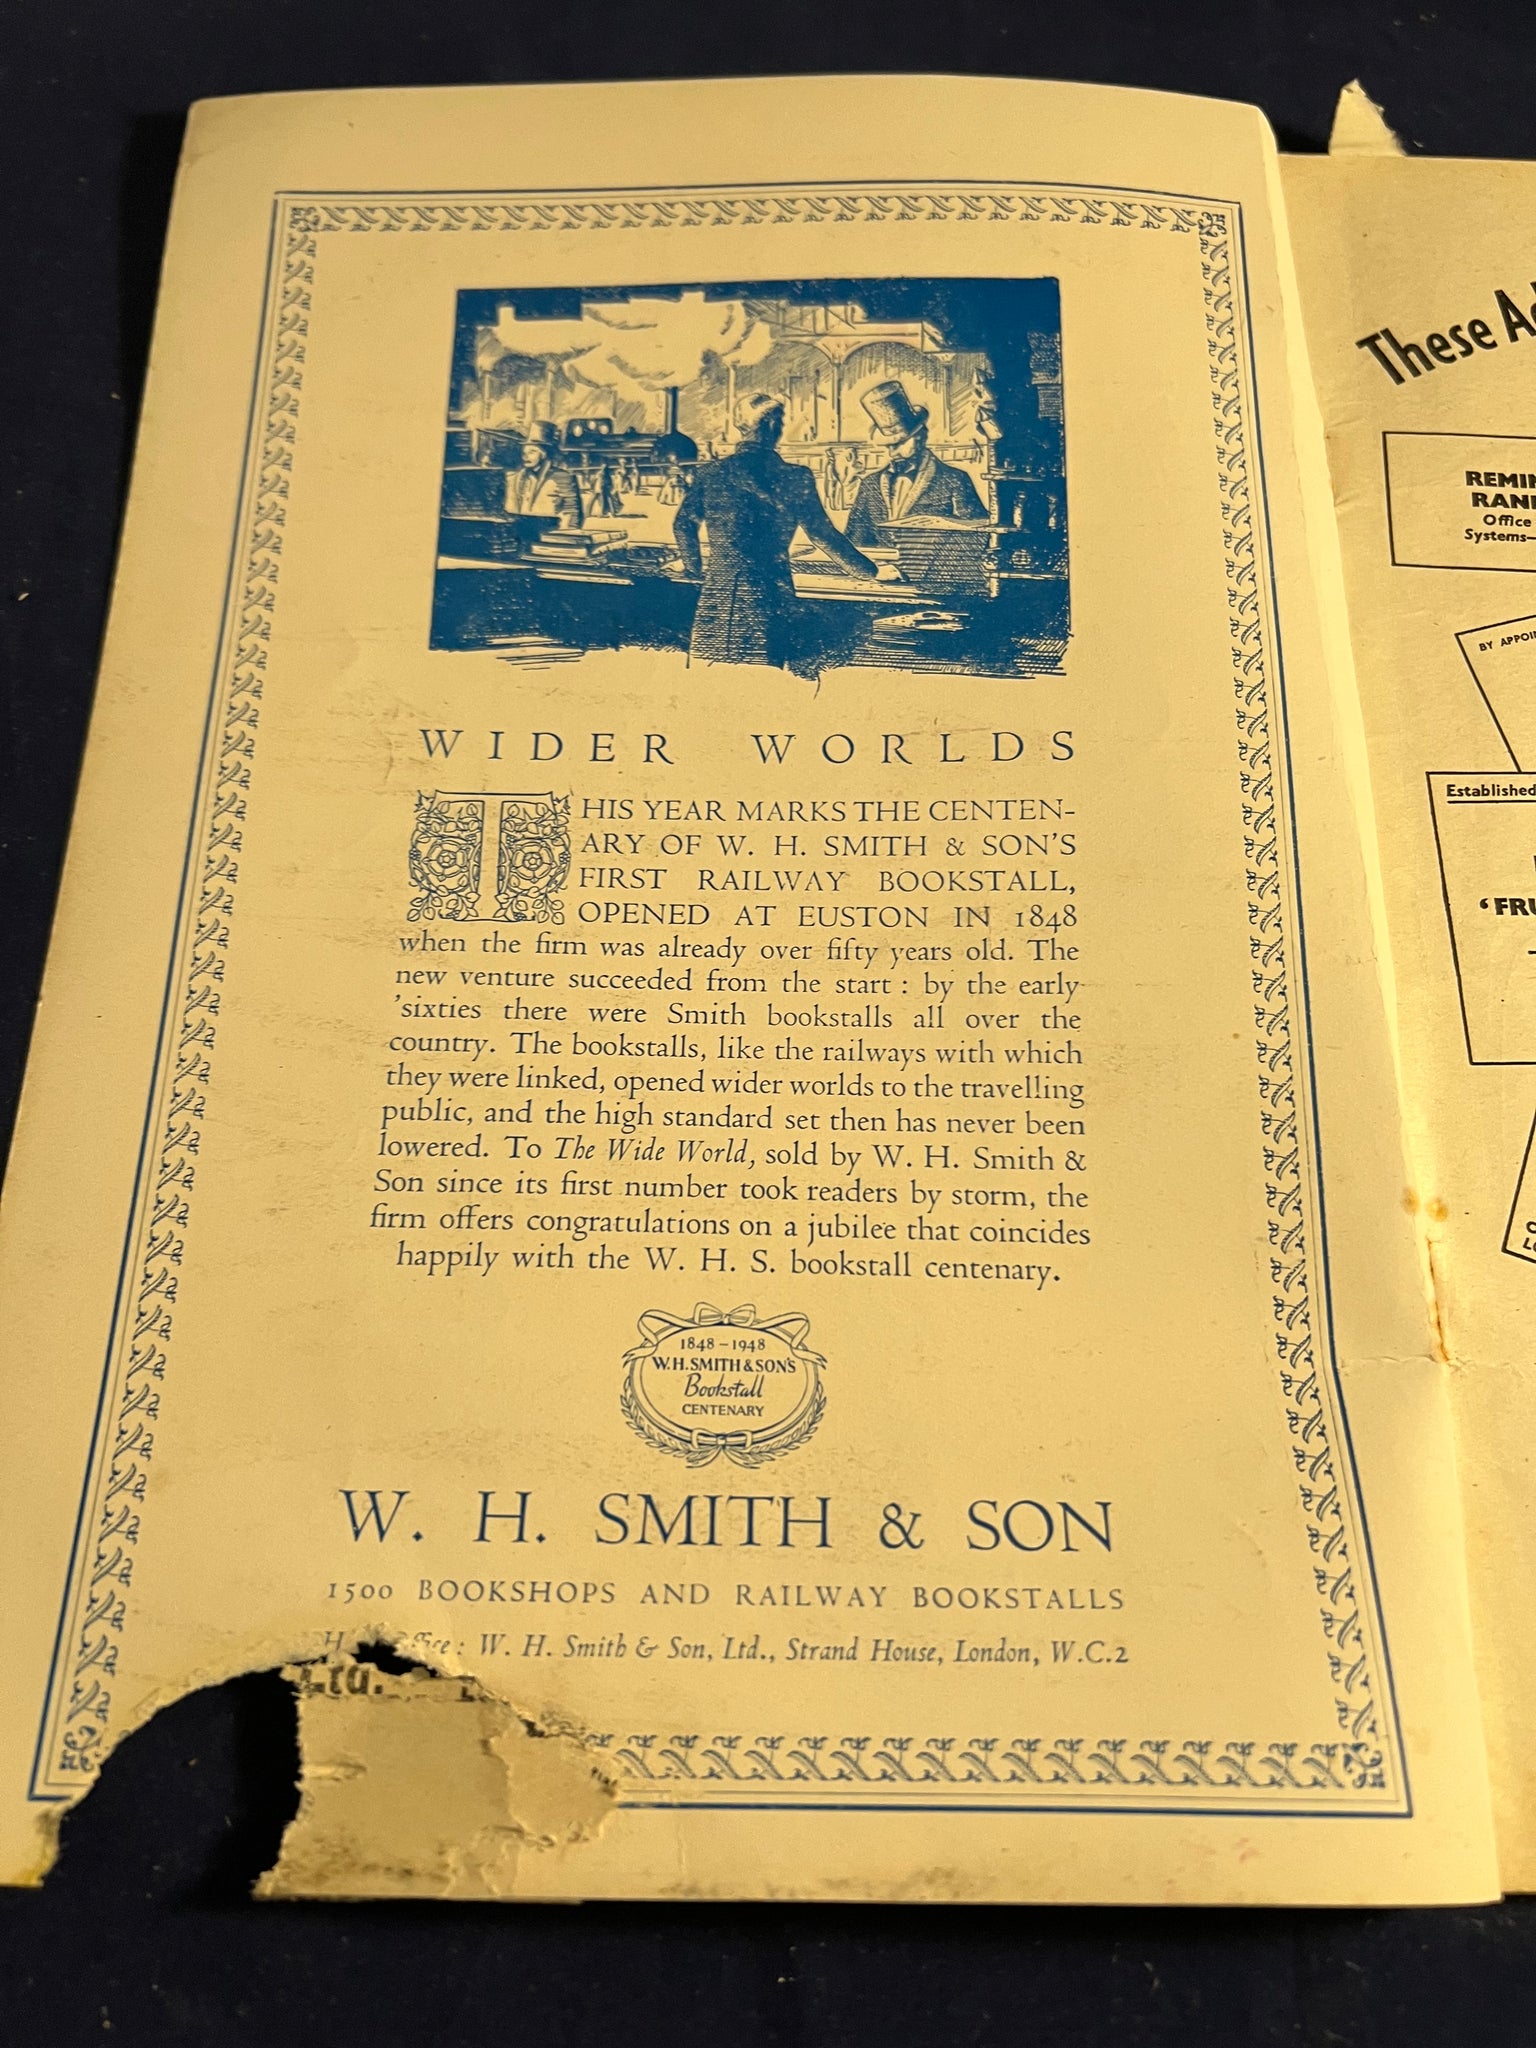 WIDER WORLDS
THIS YEAR MARKS THE CENTEN-
ARY OF W. H. SMITH & SON'S
FIRST RAILWAY BOOKSTALL,
OPENED AT EUSTON IN 1848
when the firm was already over fifty years old. The
new venture succeeded from the start : by the early
'sixties there were Smith bookstalls all over the
country. The bookstalls, like the railways with which
they were linked, opened wider worlds to the travelling
public, and the high standard set then has never been
lowered. To The Wide World, sold by W. H. Smith &
Son since its first number took readers by storm, the
firm offers congratulations on a jubilee that coincides
happily with the W. H. S. bookstall centenary.
1848–1948
W.H.SMITH & SON'S
Bookstall
CENTENARY
W. H. SMITH & SON
1500 BOOKSHOPS AND RAILWAY BOOKSTALLS
W. H. Smith & Son, Ltd., Strand House, London, W.C.2
Ltd.
These
Office
Systems—
BY
Established